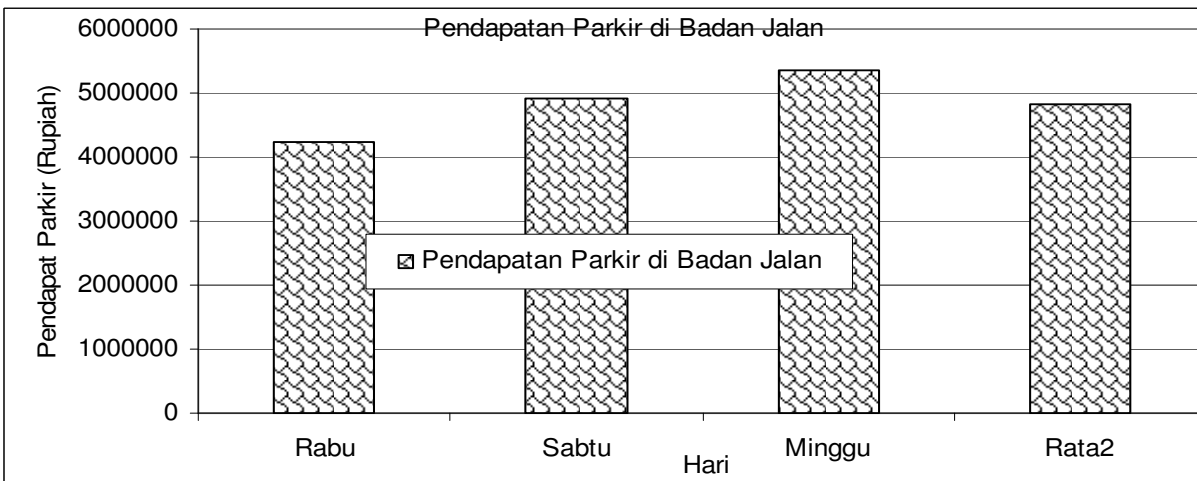 Pendapatan Parkir di Badan Jalan
Pendapat Parkir (Rupiah)
6000000
5000000
4000000
3000000
2000000
1000000
0
Pendapatan Parkir di Badan Jalan
Rabu Sabtu Minggu Rata2
Hari